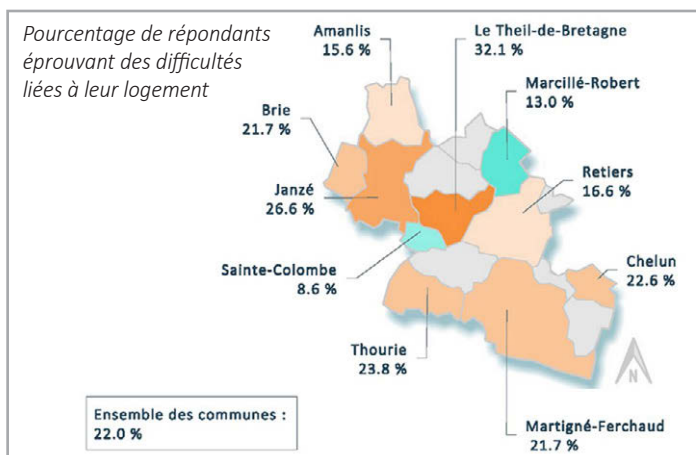 Pourcentage de répondants
éprouvant des difficultés
liées à leur logement
Amanlis
15.6 %
Le Theil-de-Bretagne
32.1 %
Marcillé-Robert
13.0 %
Brie
21.7 %
Janzé
26.6 %
Retiers
16.6 %
Sainte-Colombe
8.6 %
Chelun
22.6 %
Thourie
23.8 %
N
Ensemble des communes :
22.0 %
Martigné-Ferchaud
21.7 %